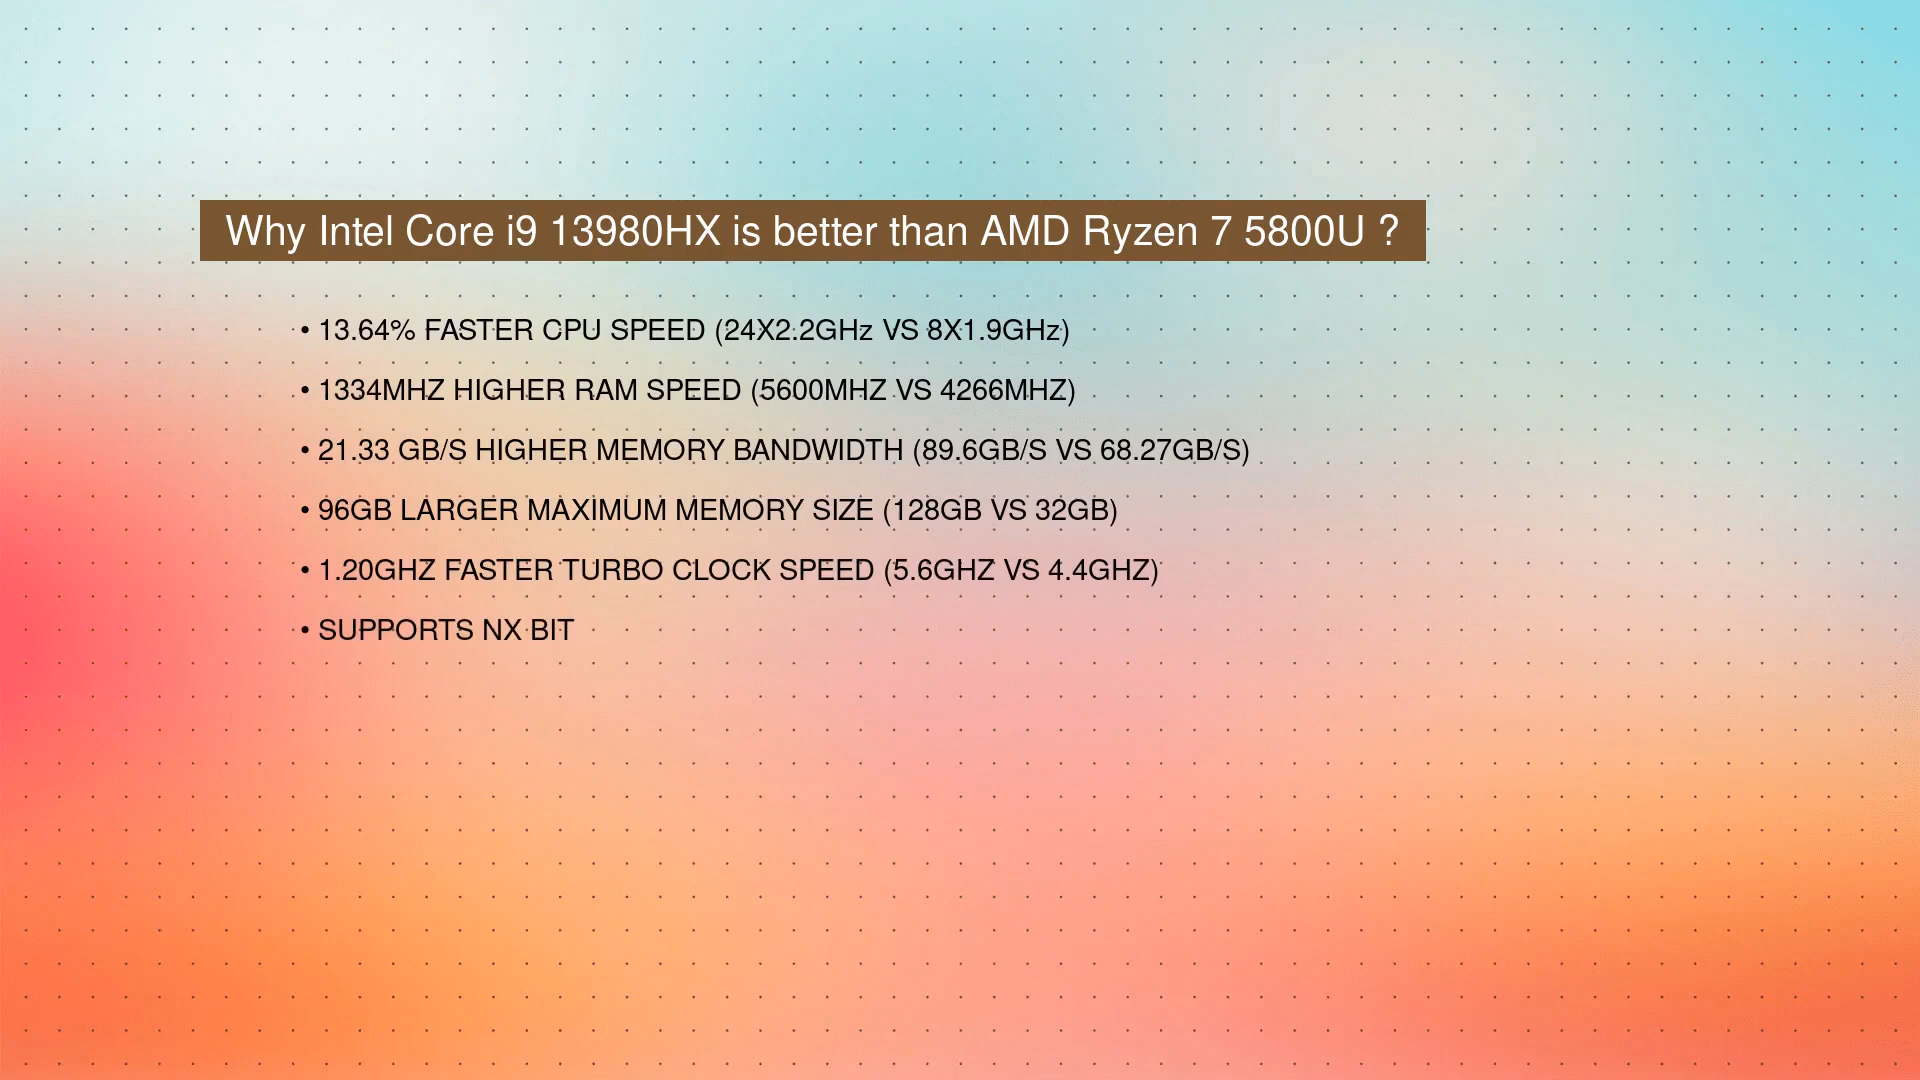 Why Intel Core i9 13980HX is better than AMD Ryzen 7 5800U ?
• 13.64% FASTER CPU SPEED (24X2.2GHz VS 8X1.9GHz)
• 1334MHZ HIGHER RAM SPEED (5600MHZ VS 4266MHZ)
• 21.33 GB/S HIGHER MEMORY BANDWIDTH (89.6GB/S VS 68.27GB/S)
• 96GB LARGER MAXIMUM MEMORY SIZE (128GB VS 32GB)
• 1.20GHZ FASTER TURBO CLOCK SPEED (5.6GHZ VS 4.4GHZ)
• SUPPORTS NX BIT